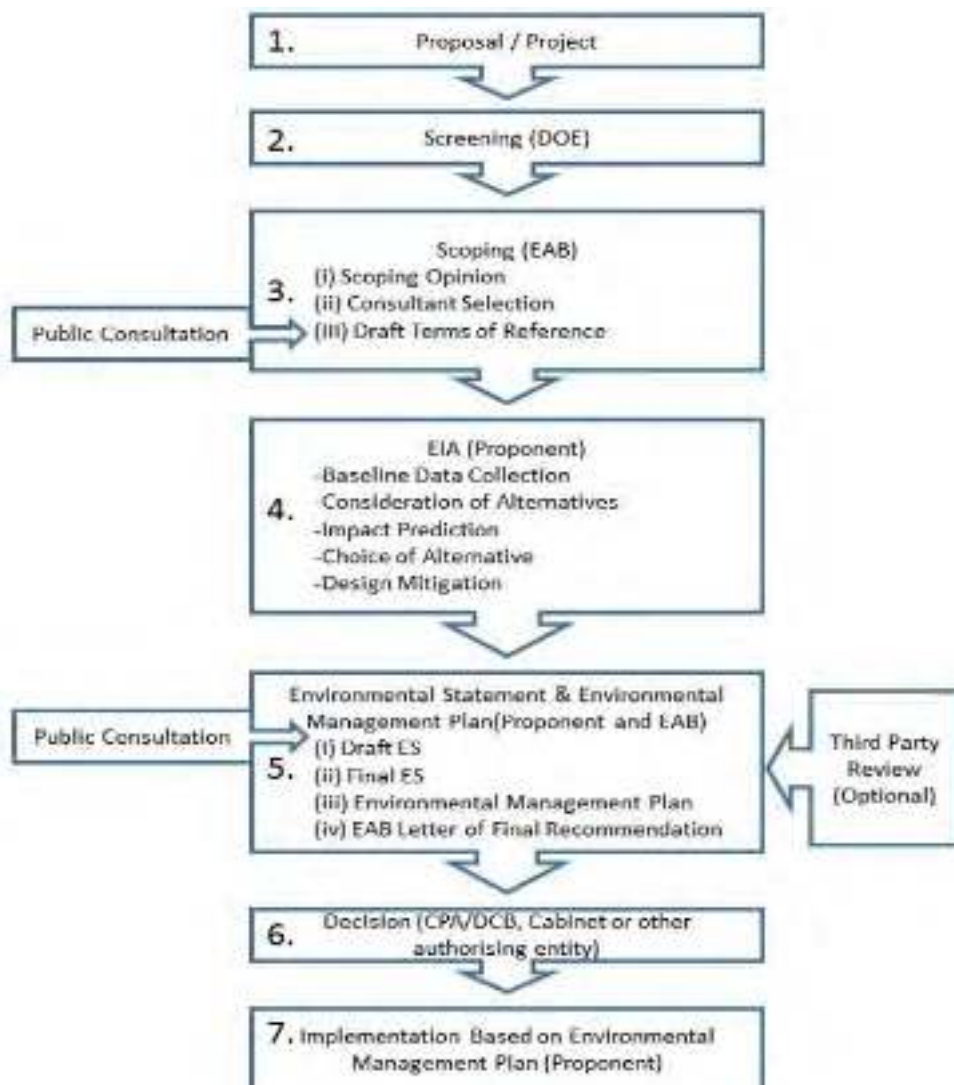 1. Proposal / Project
2. Screening (DOE)
Scoping (EAB)
3. (i) Scoping Opinion
(ii) Consultant Selection
(III) Draft Terms of Reference
Public Consultation
EIA (Proponent)
-Baseline Data Collection
-Consideration of Alternatives
4. -Impact Prediction
-Choice of Alternative
-Design Mitigation
Environmental Statement & Environmental
Management Plan(Proponent and EAB)
Public Consultation
5. (i) Draft ES
(ii) Final ES
(iii) Environmental Management Plan
(iv) EAB Letter of Final Recommendation
Third Party
Review
(Optional)
6. Decision (CPA/DCB, Cabinet or other
authorising entity)
7. Implementation Based on Environmental
Management Plan (Proponent)